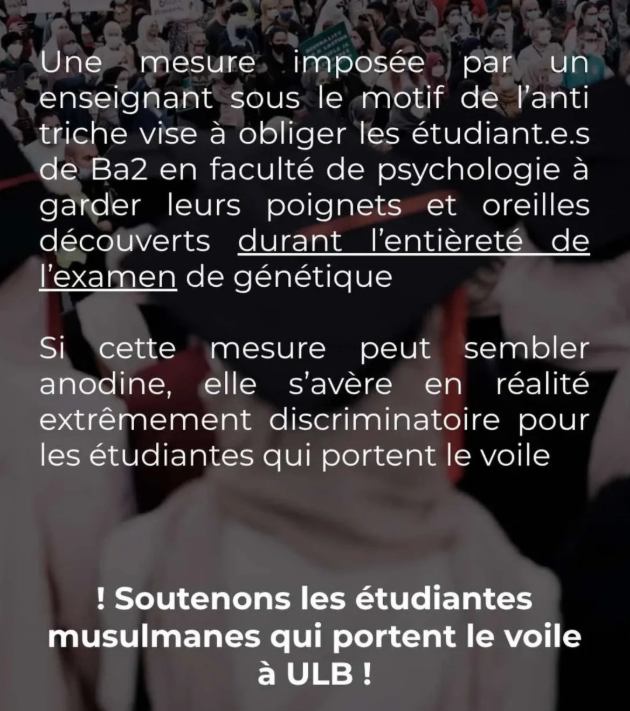 Une mesure imposée par un
enseignant sous le motif de l'anti
triche vise à obliger les étudiant.e.s
de Ba2 en faculté de psychologie à
garder leurs poignets et oreilles
découverts durant l'entièreté de
l'examen de génétique
Si cette mesure peut sembler
anodine, elle s'avère en réalité
extrêmement discriminatoire pour
les étudiantes qui portent le voile
! Soutenons les étudiantes
musulmanes qui portent le voile
à ULB !